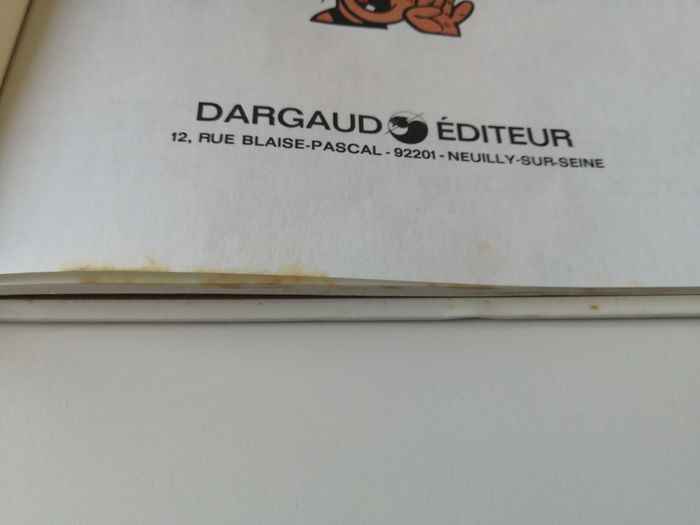 DARGAUD ÉDITEUR
12, RUE BLAISE-PASCAL - 92201 - NEUILLY-SUR-SEINE